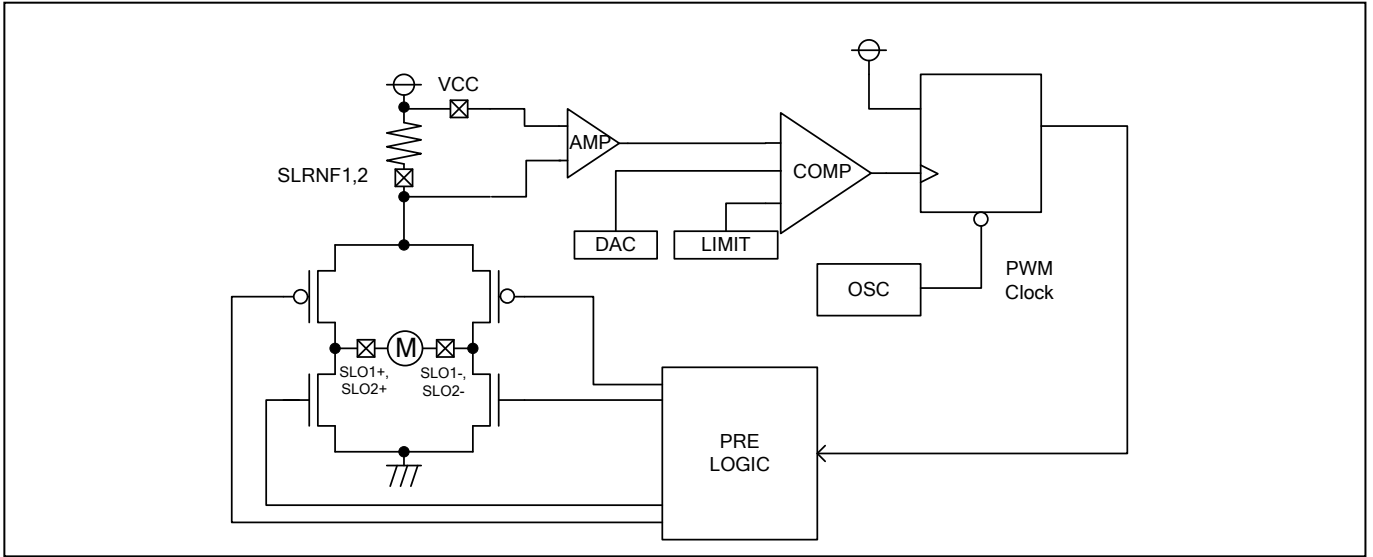 VCC
AMP
SLRNF1,2
COMP
DAC
LIMIT
OSC
PWM
Clock
M
SLO1+,
SLO2+
SLO1-,
SLO2-
PRE
LOGIC